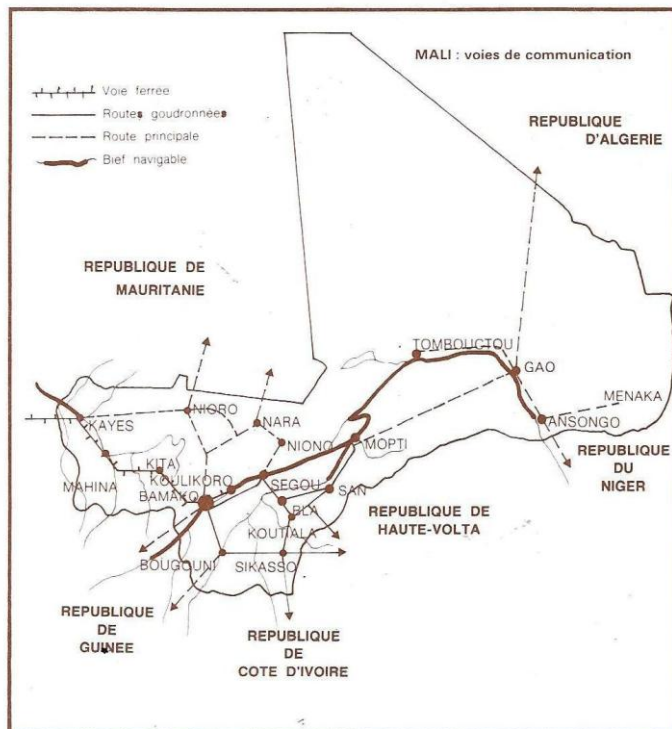 MALI : voies de communication
Voie ferrée
Routes goudronnées
Route principale
Bief navigable
REPUBLIQUE
D'ALGERIE
REPUBLIQUE DE
MAURITANIE
TOMBOUCTOU
GAO
MENAKA
ANSONGO
NIORO
NARA
KAYES
NIONO
MOPTI
KITA
MAHINA
KOULIKORO
SEGOU
BAMAKO
SAN
BLA
REPUBLIQUE
DU
NIGER
REPUBLIQUE DE
HAUTE-VOLTA
KOUTIALA
BOUGOUNI
SIKASSO
REPUBLIQUE
DE
GUINEE
REPUBLIQUE
DE
COTE D'IVOIRE